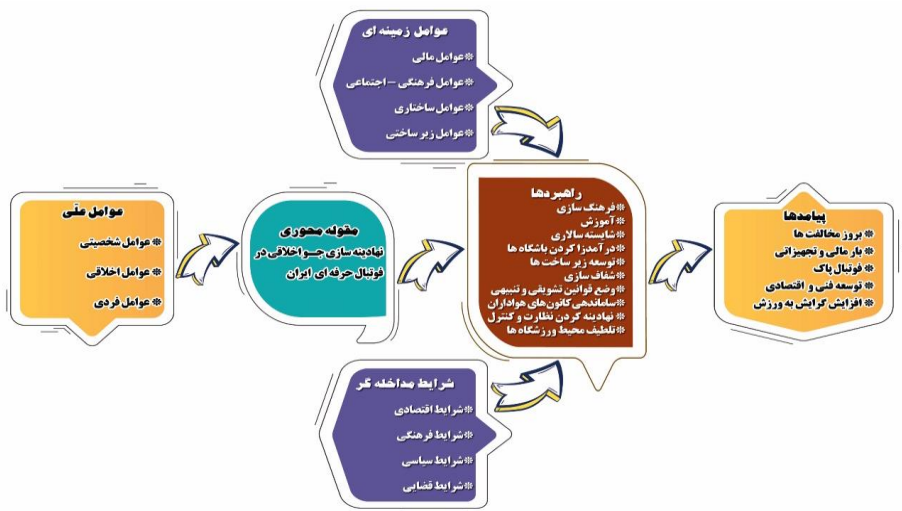 عوامل زمینه ای
*عوامل مالی
*عوامل فرهنگی – اجتماعی
*عوامل ساختاری
*عوامل زیر ساختی
عوامل علّی
*عوامل شخصیتی
*عوامل اخلاقی
*عوامل فردی
مقوله محوری
نهادینه سازی جـو اخلاقی در
فوتبال حرفه ای ایران
راهبردها
*فرهنگ سازی
*آموزش
*شایسته سالاری
*درآمدزا کردن باشگاه ها
*توسعه زیر ساخت ها
*شفاف سازی
*وضع قوانین تشویقی و تنبیهی
*ساماندهی کانون های هواداران
*نهادینه کردن نظارت و کنترل
*تلطیف محیط ورزشگاه ها
پیامدها
*بروز مخالفت ها
*بار مالی و تجهیزاتی
*فوتبال پاک
*توسعه فنی و اقتصادی
*افزایش گرایش به ورزش
شرایط مداخله گر
*شرایط اقتصادی
*شرایط فرهنگی
*شرایط سیاسی
*شرایط قضایی